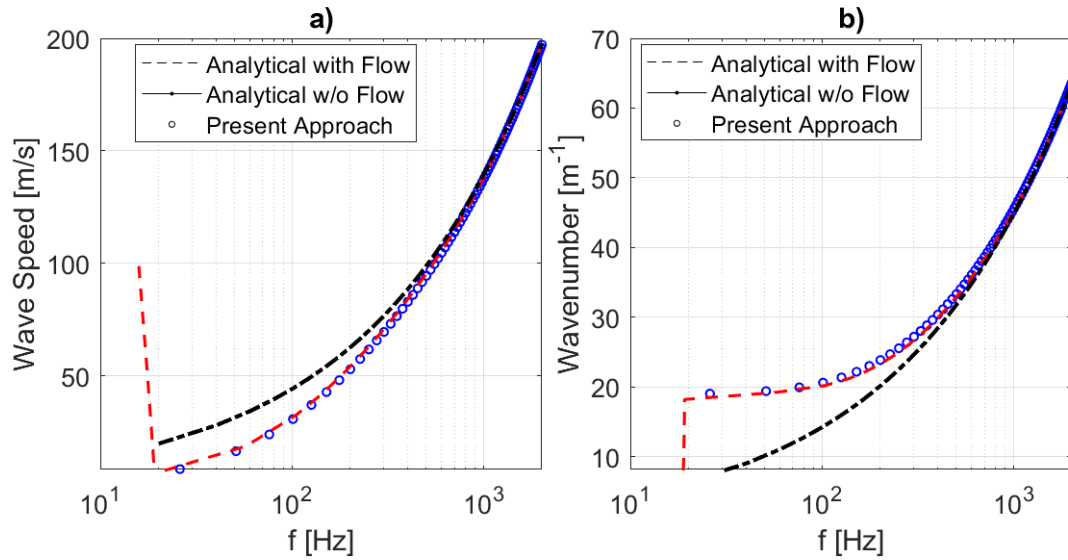 a)
200
150
100
50
Wave Speed [m/s]
Analytical with Flow
Analytical w/o Flow
Present Approach
10^1
10^2
10^3
f [Hz]
b)
70
60
50
40
30
20
10
Wavenumber [m^-1]
Analytical with Flow
Analytical w/o Flow
Present Approach
10^1
10^2
10^3
f [Hz]